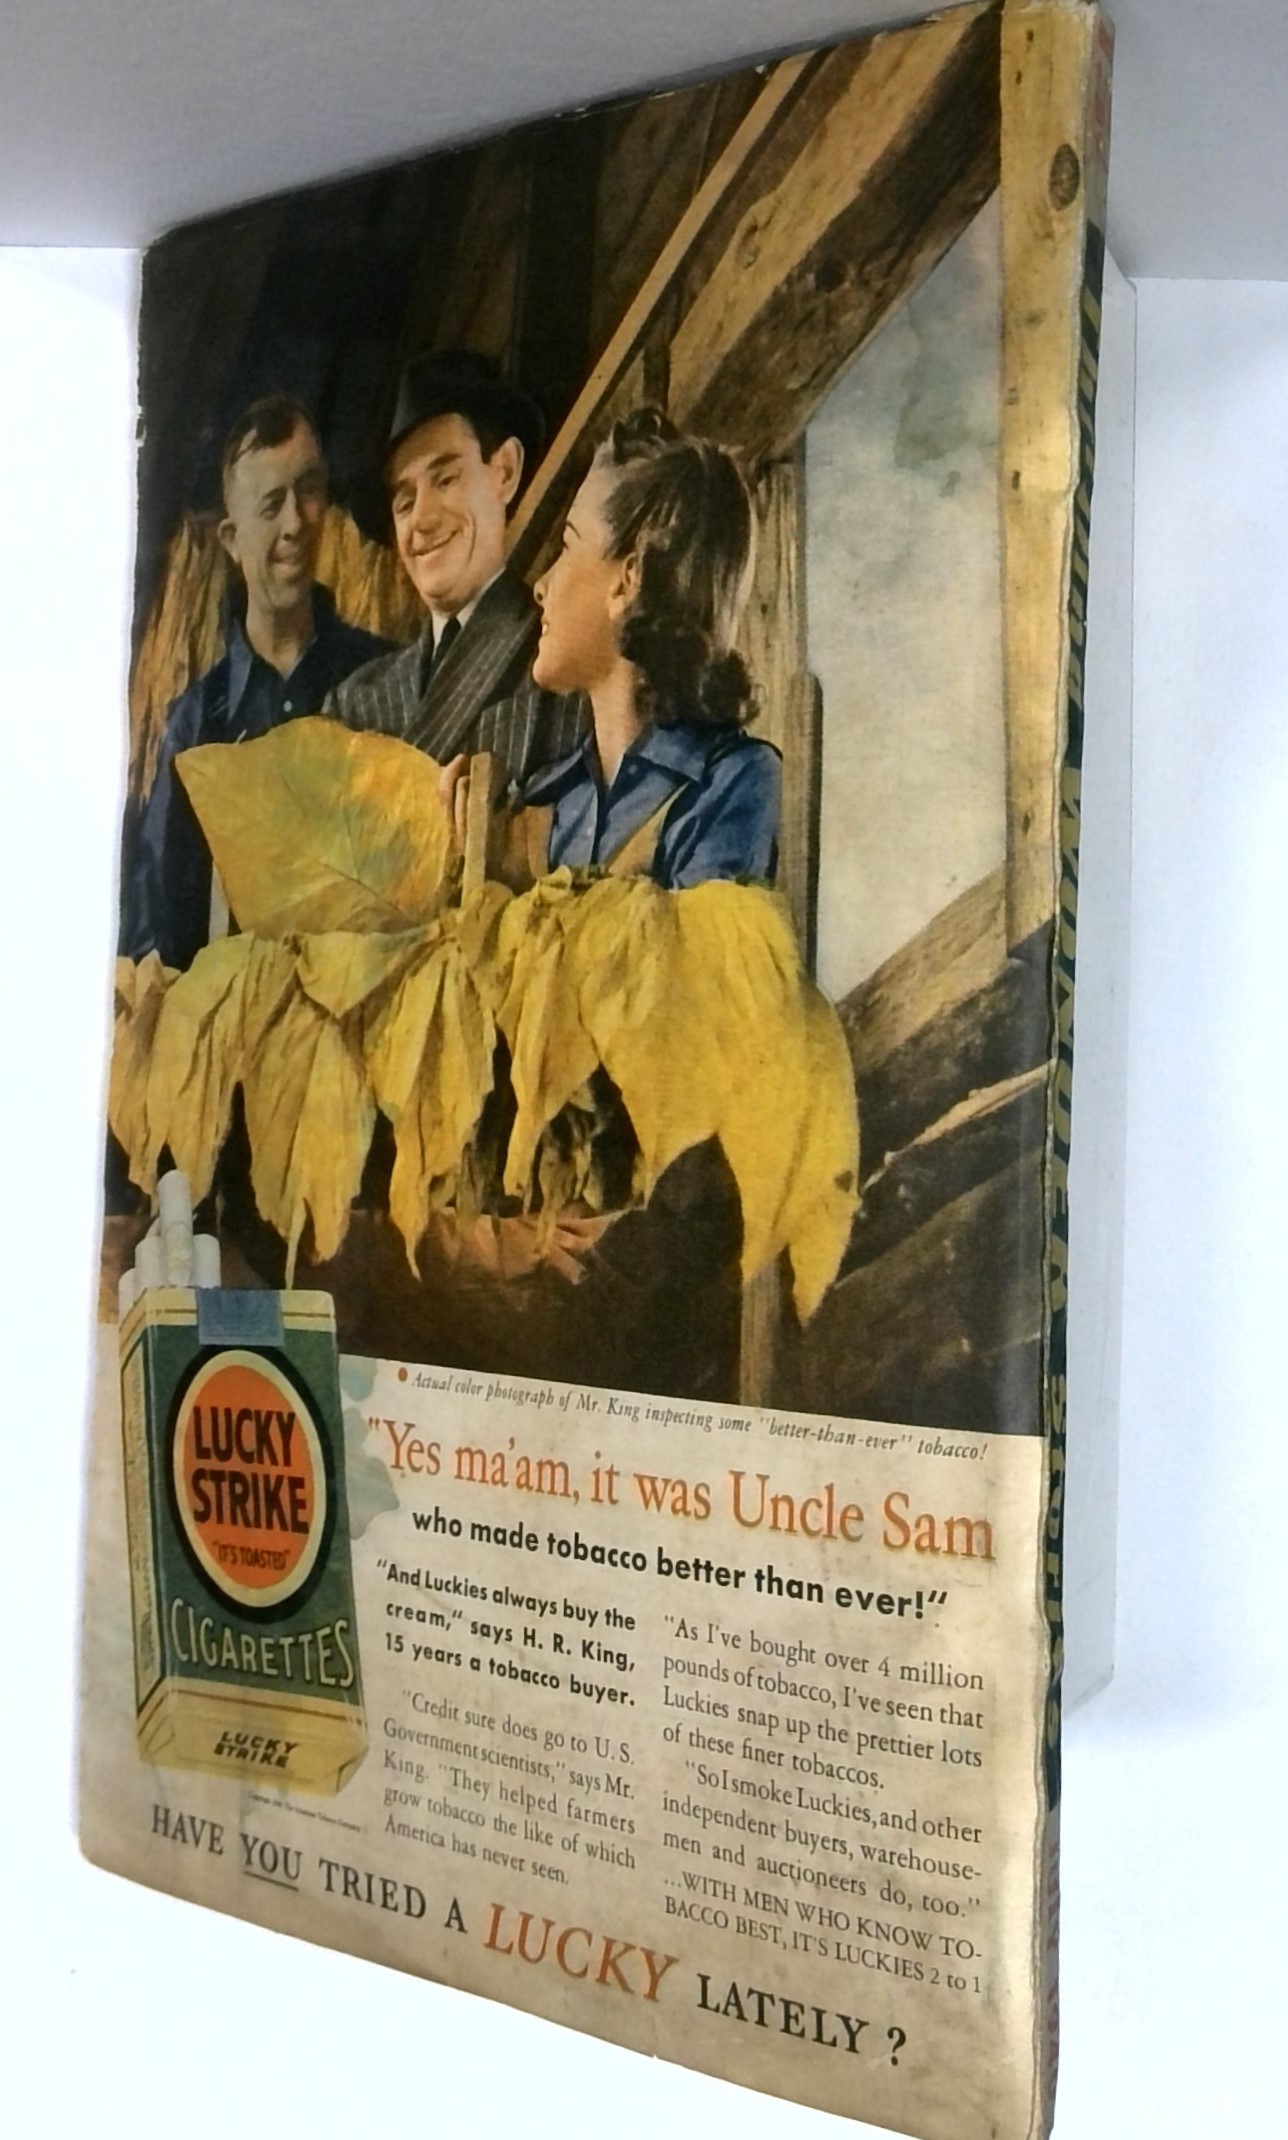 • Actual color photograph of Mr. King inspecting some "better-than-ever" tobacco!
"Yes ma'am, it was Uncle Sam
who made tobacco better than ever!"
"And Luckies always buy the
cream," says H. R. King,
15 years a tobacco buyer.
"Credit sure does go to U. S.
Government scientists," says Mr.
King. "They helped farmers
grow tobacco the like of which
America has never seen.
"As I've bought over 4 million
pounds of tobacco, I've seen that
Luckies snap up the prettier lots
of these finer tobaccos.
"So I smoke Luckies, and other
independent buyers, warehouse-
men and auctioneers do, too."
...WITH MEN WHO KNOW TO-
BACCO BEST, IT'S LUCKIES 2 to 1
LUCKY
STRIKE
"IT'S TOASTED"
CIGARETTES
LUCKY
STRIKE
HAVE YOU TRIED A LUCKY LATELY ?